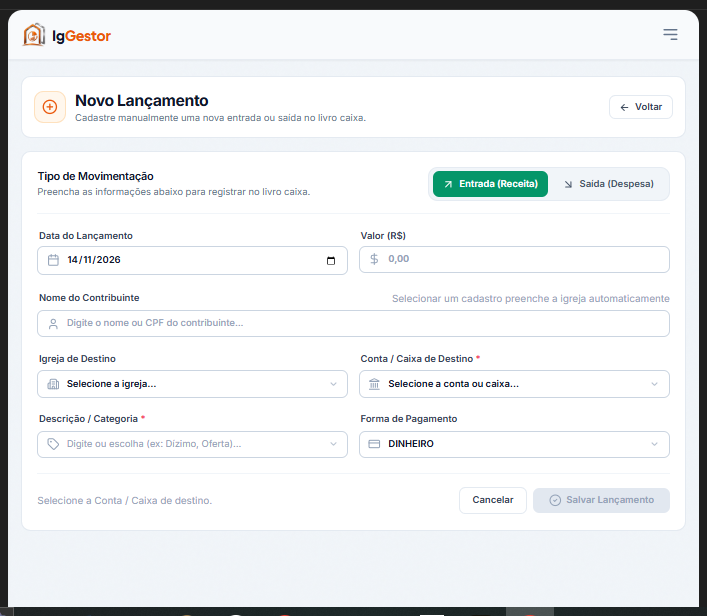 IgGestor
Novo Lançamento
Cadastre manualmente uma nova entrada ou saída no livro caixa.
Voltar
Tipo de Movimentação
Preencha as informações abaixo para registrar no livro caixa.
Entrada (Receita)
Saída (Despesa)
Data do Lançamento
Valor (R$)
14/11/2026
$ 0,00
Nome do Contribuinte
Selecionar um cadastro preenche a igreja automaticamente
Digite o nome ou CPF do contribuinte...
Igreja de Destino
Conta / Caixa de Destino *
Selecione a igreja...
Selecione a conta ou caixa...
Descrição / Categoria *
Forma de Pagamento
Digite ou escolha (ex: Dízimo, Oferta)...
DINHEIRO
Selecione a Conta / Caixa de destino.
Cancelar
Salvar Lançamento